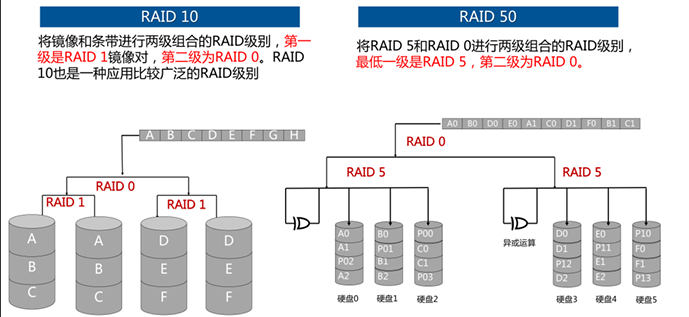 RAID 10
将镜像和条带进行两级组合的RAID级别，第一
级是RAID 1镜像对，第二级为RAID 0。RAID
10也是一种应用比较广泛的RAID级别
A B C D E F G H
RAID 0
RAID 1 RAID 1
A A D D
B B E E
C C F F
RAID 50
将RAID 5和RAID 0进行两级组合的RAID级别，
最低一级是RAID 5，第二级为RAID 0。
A0 B0 D0 E0 A1 C0 D1 F0 B1 C1
RAID 0
RAID 5 RAID 5
异或运算
A0 B0 P00 D0 E0 P10
A1 P01 C0 D1 P11 F0
P02 B1 C1 P12 E1 F1
A2 B2 P03 D2 E2 P13
硬盘0 硬盘1 硬盘2 硬盘3 硬盘4 硬盘5